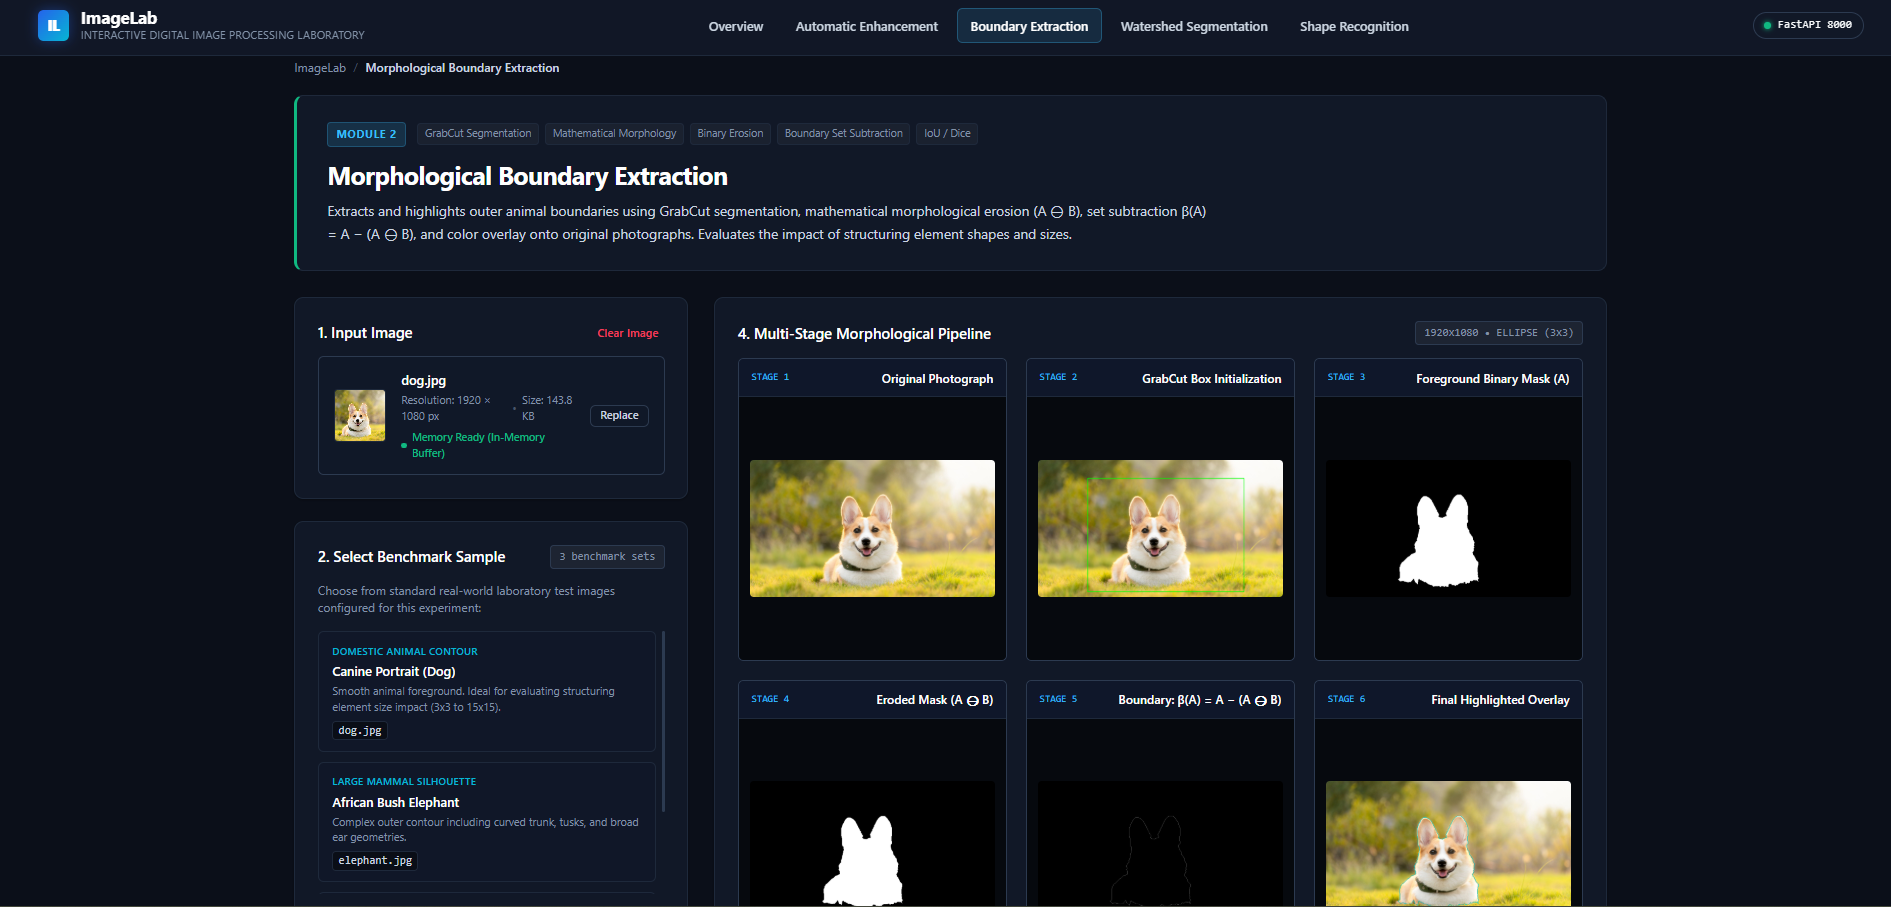 IL
ImageLab
INTERACTIVE DIGITAL IMAGE PROCESSING LABORATORY
Overview
Automatic Enhancement
Boundary Extraction
Watershed Segmentation
Shape Recognition
FastAPI 8000
ImageLab / Morphological Boundary Extraction
MODULE 2
GrabCut Segmentation
Mathematical Morphology
Binary Erosion
Boundary Set Subtraction
IoU / Dice
Morphological Boundary Extraction
Extracts and highlights outer animal boundaries using GrabCut segmentation, mathematical morphological erosion (A ⊖ B), set subtraction β(A)
= A − (A ⊖ B), and color overlay onto original photographs. Evaluates the impact of structuring element shapes and sizes.
1. Input Image
Clear Image
dog.jpg
Resolution: 1920 ×
1080 px
• Size: 143.8
KB
Memory Ready (In-Memory
Buffer)
Replace
2. Select Benchmark Sample
3 benchmark sets
Choose from standard real-world laboratory test images
configured for this experiment:
DOMESTIC ANIMAL CONTOUR
Canine Portrait (Dog)
Smooth animal foreground. Ideal for evaluating structuring
element size impact (3x3 to 15x15).
dog.jpg
LARGE MAMMAL SILHOUETTE
African Bush Elephant
Complex outer contour including curved trunk, tusks, and broad
ear geometries.
elephant.jpg
4. Multi-Stage Morphological Pipeline
1920x1080 • ELLIPSE (3x3)
STAGE 1
Original Photograph
STAGE 2
GrabCut Box Initialization
STAGE 3
Foreground Binary Mask (A)
STAGE 4
Eroded Mask (A ⊖ B)
STAGE 5
Boundary: β(A) = A − (A ⊖ B)
STAGE 6
Final Highlighted Overlay